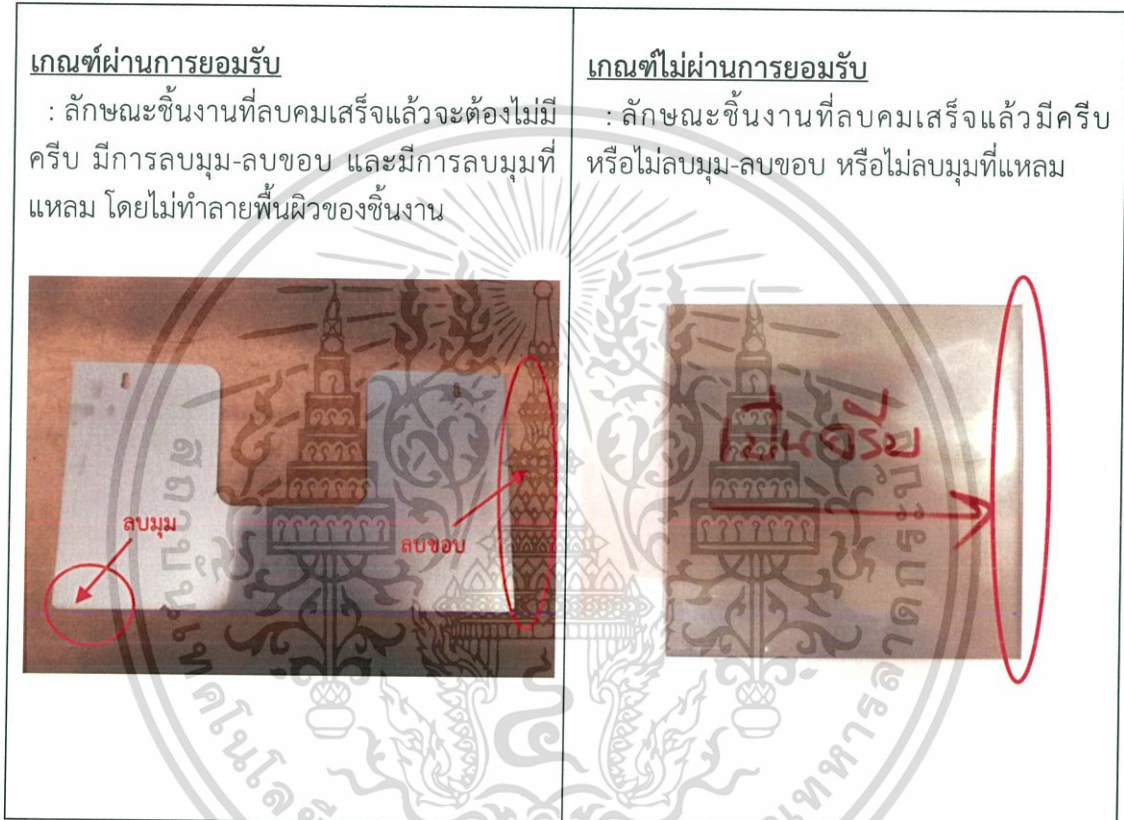 เกณฑ์ผ่านการยอมรับ
: ลักษณะชิ้นงานที่ลบคมเสร็จแล้วจะต้องไม่มี
ครีบ มีการลบมุม-ลบขอบ และมีการลบมุมที่
แหลม โดยไม่ทำลายพื้นผิวของชิ้นงาน
ลบมุม
ลบขอบ
เกณฑ์ไม่ผ่านการยอมรับ
: ลักษณะชิ้นงานที่ลบคมเสร็จแล้วมีครีบ
หรือไม่ลบมุม-ลบขอบ หรือไม่ลบมุมที่แหลม
เป็นครีบ